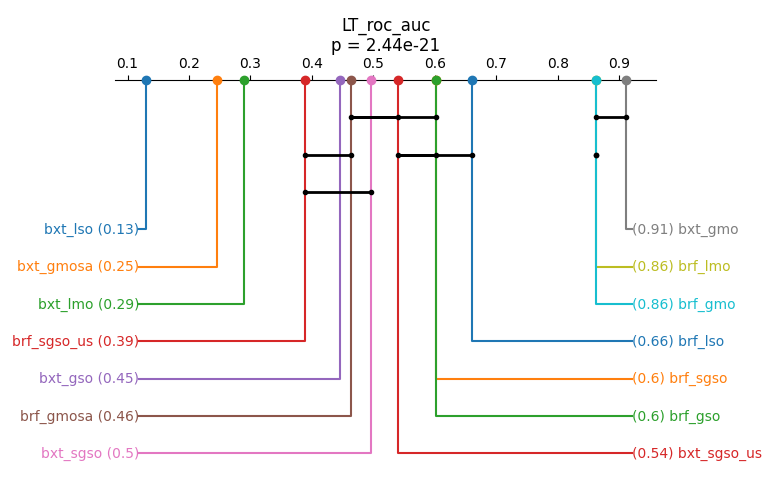 LT_roc_auc
p = 2.44e-21
0.1 0.2 0.3 0.4 0.5 0.6 0.7 0.8 0.9
bxt_lso (0.13) (0.91) bxt_gmo
bxt_gmosa (0.25) (0.86) brf_lmo
bxt_lmo (0.29) (0.86) brf_gmo
brf_sgso_us (0.39) (0.66) brf_lso
bxt_gso (0.45) (0.6) brf_sgso
brf_gmosa (0.46) (0.6) brf_gso
bxt_sgso (0.5) (0.54) bxt_sgso_us